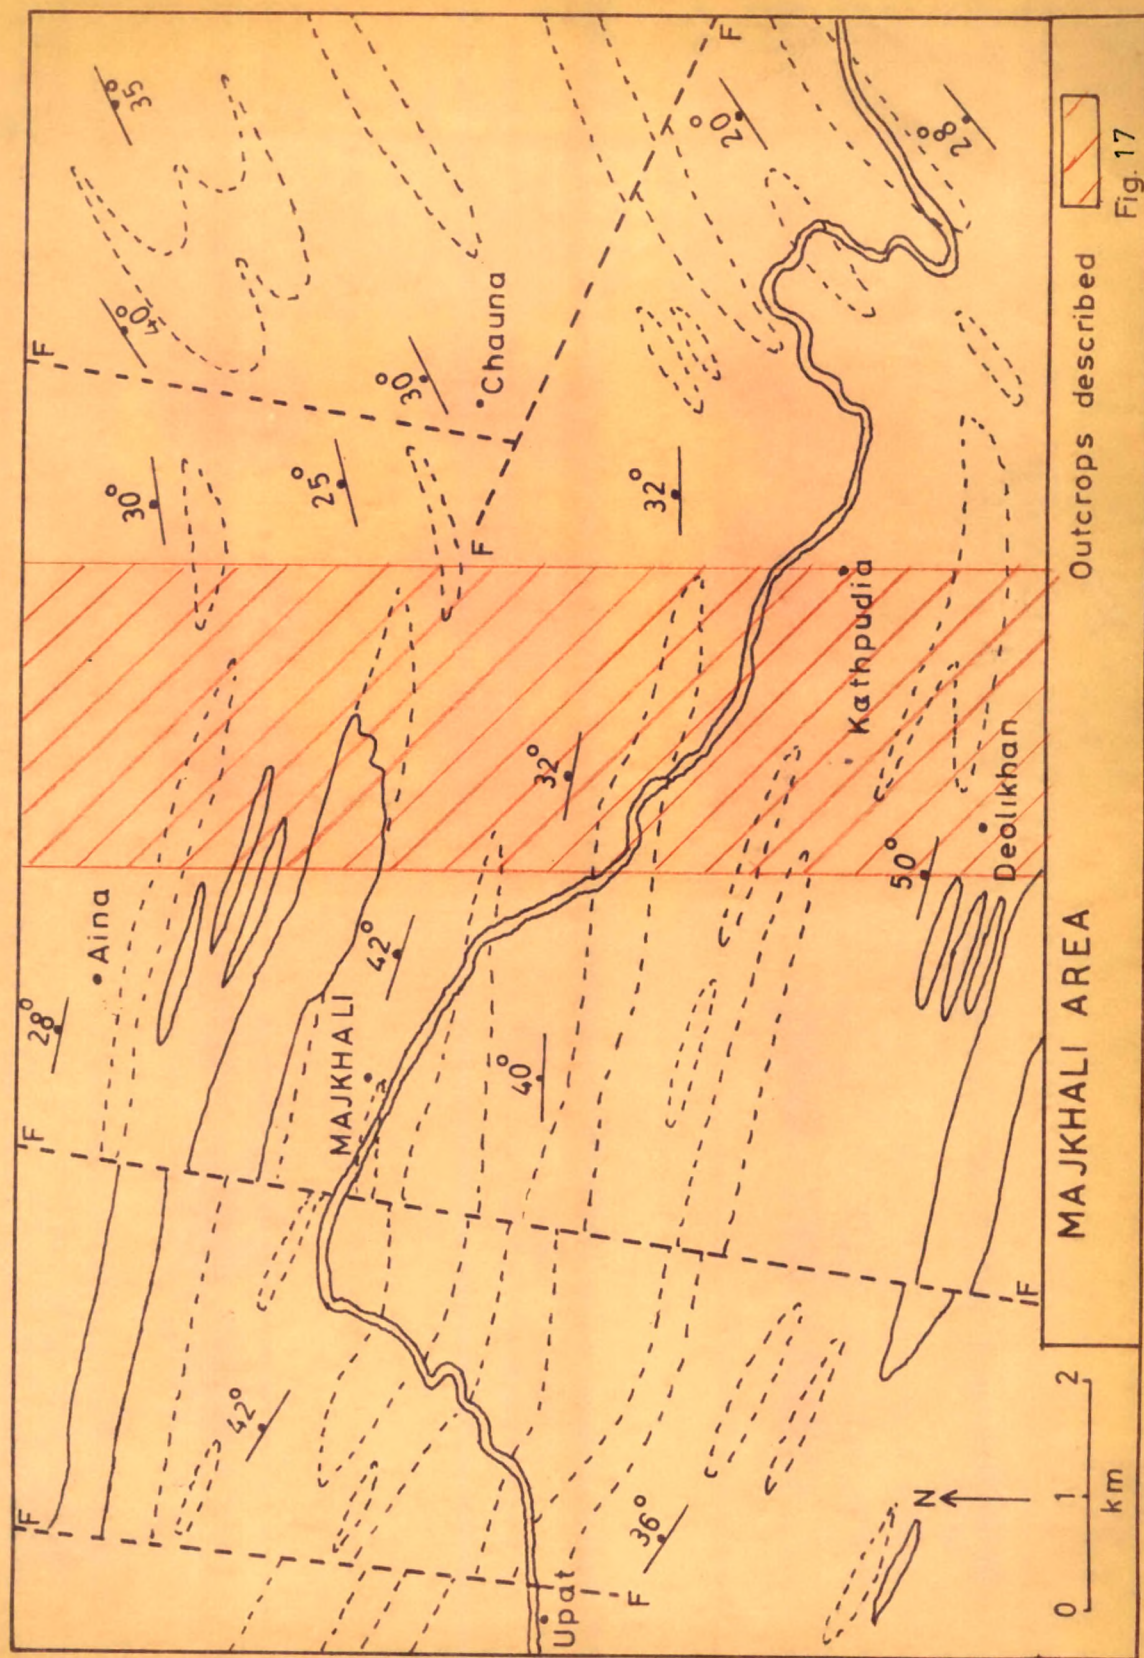 F
F
F
28°
Aina
35°
40°
30°
42°
25°
MAJKHALI
42°
30°
F
Chauna
40°
32°
Upat
F
36°
32°
20°
F
Kathpudia
50°
N
28°
Deolikhan
F
0 1 2
km
MAJKHALI AREA
Outcrops described
Fig. 17